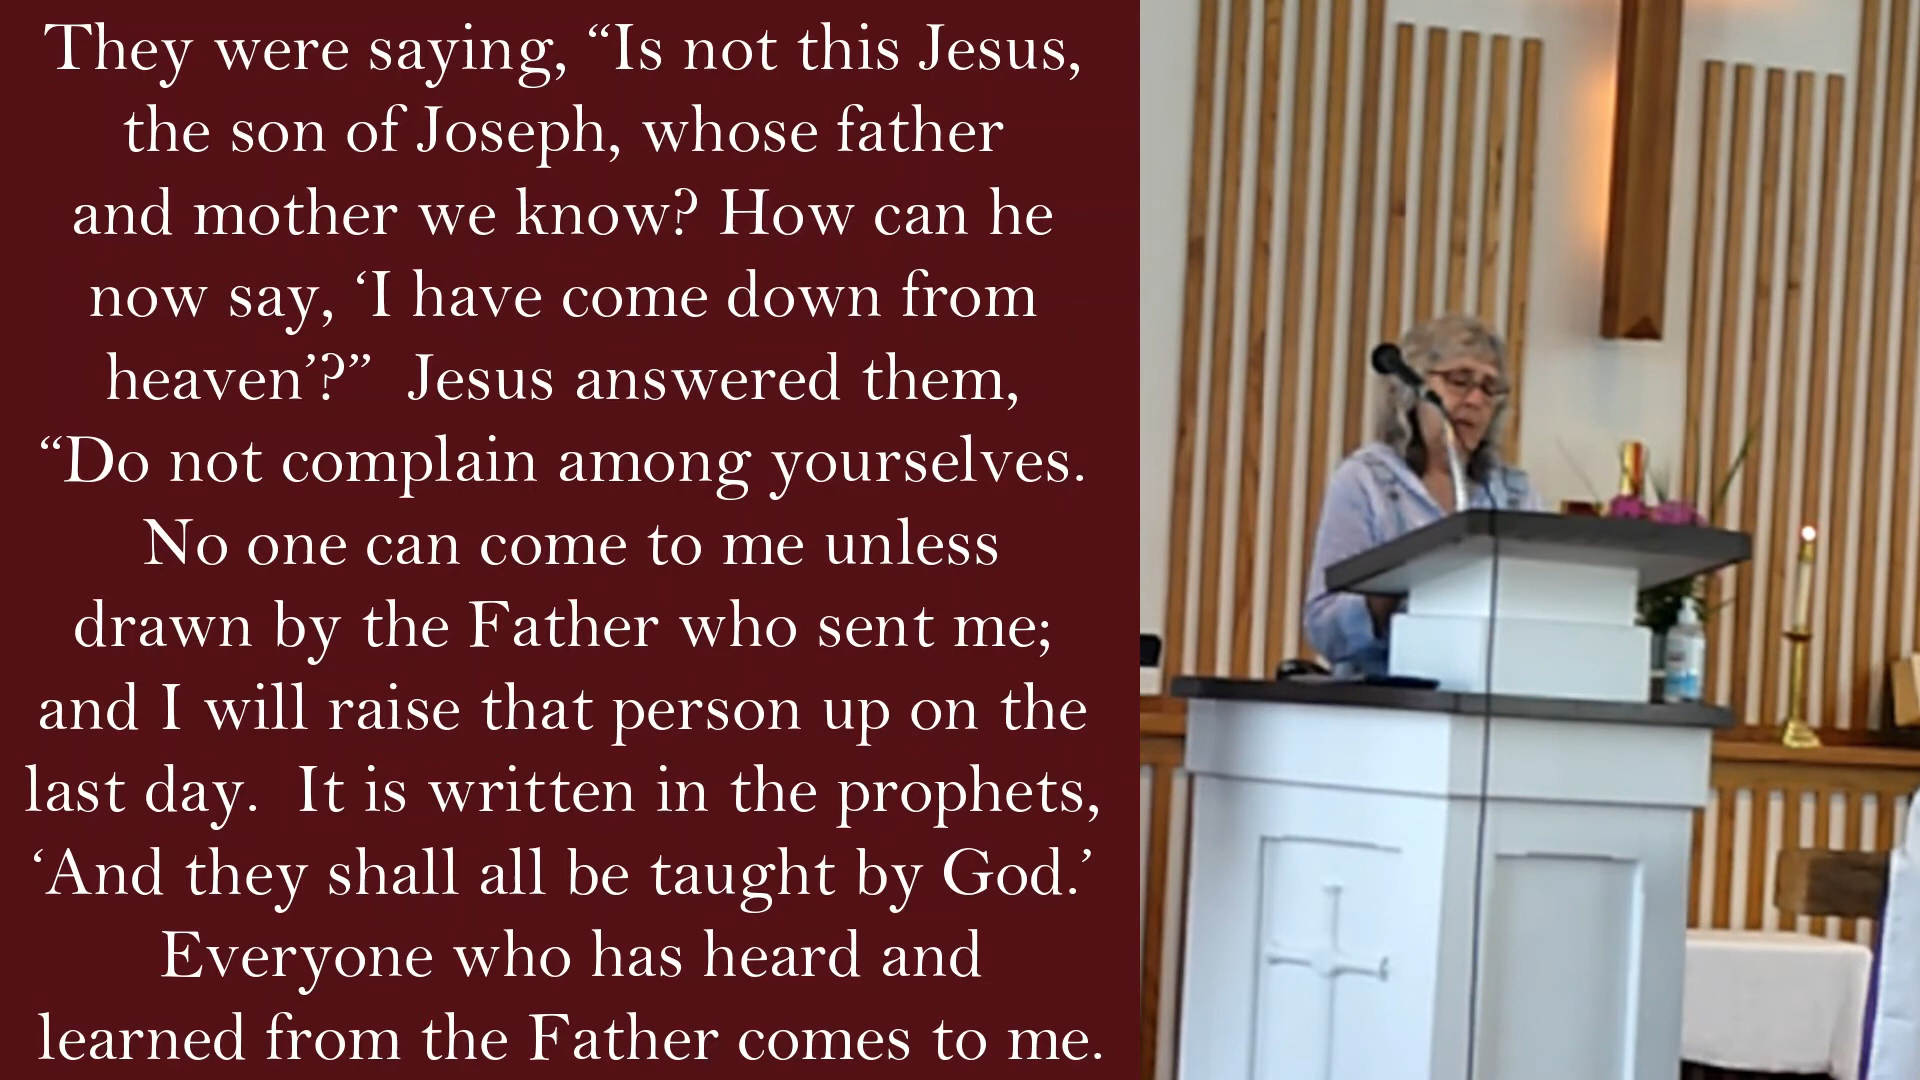 They were saying, “Is not this Jesus,
the son of Joseph, whose father
and mother we know? How can he
now say, ‘I have come down from
heaven’?”  Jesus answered them,
“Do not complain among yourselves.
No one can come to me unless
drawn by the Father who sent me;
and I will raise that person up on the
last day.  It is written in the prophets,
‘And they shall all be taught by God.’
Everyone who has heard and
learned from the Father comes to me.